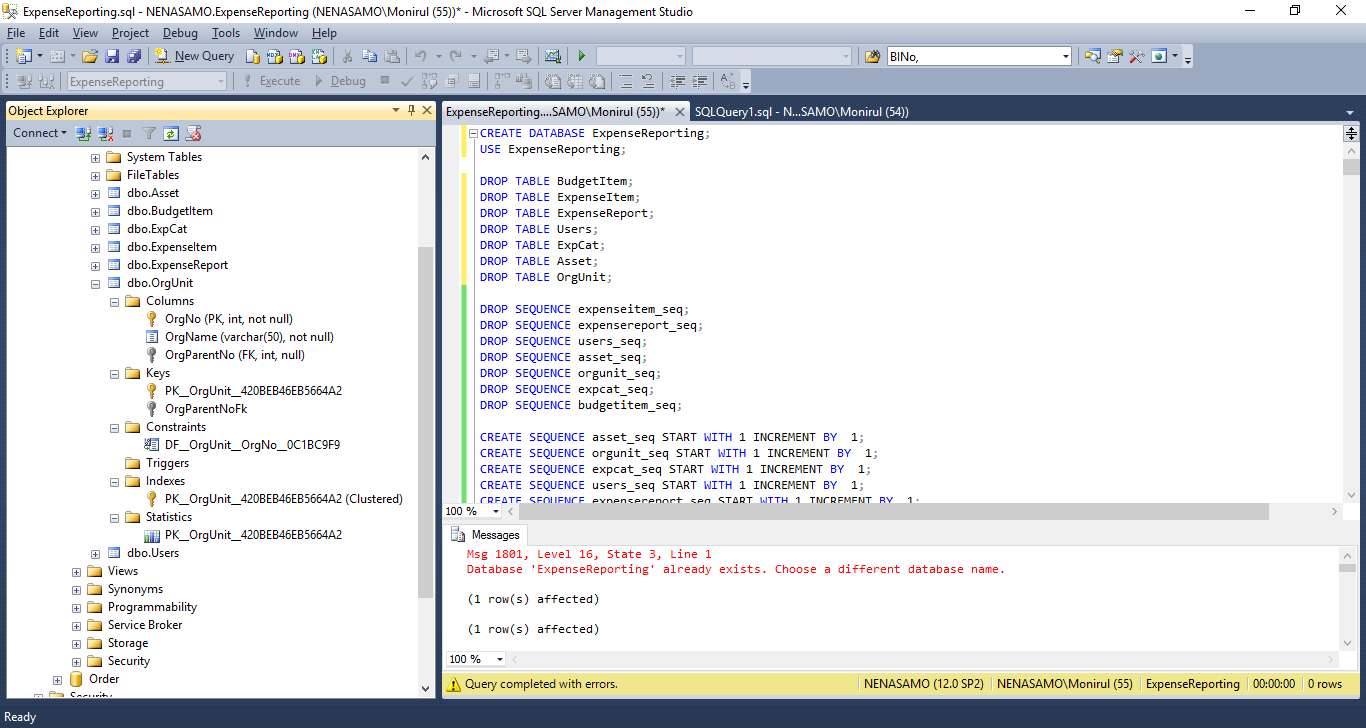 ExpenseReporting.sql - NENASAMO.ExpenseReporting (NENASAMO\Monirul (55))* - Microsoft SQL Server Management Studio
File Edit View Project Debug Tools Window Help
New Query BINo,
ExpenseReporting Execute Debug
Object Explorer
Connect
System Tables
FileTables
dbo.Asset
dbo.BudgetItem
dbo.ExpCat
dbo.ExpenseItem
dbo.ExpenseReport
dbo.OrgUnit
Columns
OrgNo (PK, int, not null)
OrgName (varchar(50), not null)
OrgParentNo (FK, int, null)
Keys
PK__OrgUnit__420BEB46EB5664A2
OrgParentNoFk
Constraints
DF__OrgUnit__OrgNo__0C1BC9F9
Triggers
Indexes
PK__OrgUnit__420BEB46EB5664A2 (Clustered)
Statistics
PK__OrgUnit__420BEB46EB5664A2
dbo.Users
Views
Synonyms
Programmability
Service Broker
Storage
Security
Order
Security
ExpenseReporting....SAMO\Monirul (55))* SQLQuery1.sql - N...SAMO\Monirul (54))
CREATE DATABASE ExpenseReporting;
USE ExpenseReporting;
DROP TABLE BudgetItem;
DROP TABLE ExpenseItem;
DROP TABLE ExpenseReport;
DROP TABLE Users;
DROP TABLE ExpCat;
DROP TABLE Asset;
DROP TABLE OrgUnit;
DROP SEQUENCE expenseitem_seq;
DROP SEQUENCE expensereport_seq;
DROP SEQUENCE users_seq;
DROP SEQUENCE asset_seq;
DROP SEQUENCE orgunit_seq;
DROP SEQUENCE expcat_seq;
DROP SEQUENCE budgetitem_seq;
CREATE SEQUENCE asset_seq START WITH 1 INCREMENT BY  1;
CREATE SEQUENCE orgunit_seq START WITH 1 INCREMENT BY  1;
CREATE SEQUENCE expcat_seq START WITH 1 INCREMENT BY  1;
CREATE SEQUENCE users_seq START WITH 1 INCREMENT BY  1;
CREATE SEQUENCE expensereport_seq START WITH 1 INCREMENT BY  1;
100 %
Messages
Msg 1801, Level 16, State 3, Line 1
Database 'ExpenseReporting' already exists. Choose a different database name.
(1 row(s) affected)
(1 row(s) affected)
100 %
Query completed with errors. NENASAMO (12.0 SP2) NENASAMO\Monirul (55) ExpenseReporting 00:00:00 0 rows
Ready